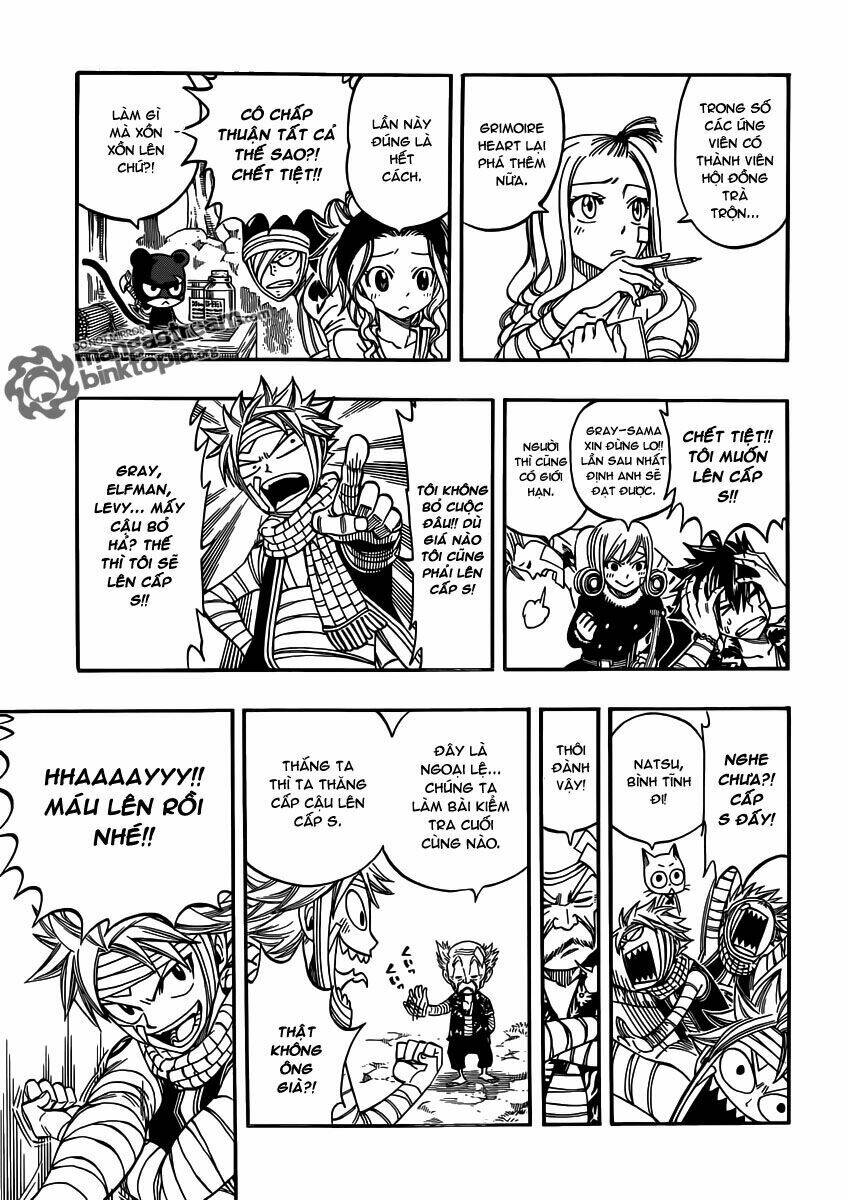 TRONG SỐ
CÁC ỨNG
VIÊN CÓ
THÀNH VIÊN
HỘI ĐỒNG
TRÀ
TRỘN...
GRIMOIRE
HEART LẠI
PHÁ THÊM
NỮA.
LẦN NÀY
ĐÚNG LÀ
HẾT
CÁCH.
CÔ CHẤP
THUẬN TẤT CẢ
THẾ SAO?!
CHẾT TIỆT!!
LÀM GÌ
MÀ XỒN
XỒN LÊN
CHỨ?!
DO NOT MIRROR
mangastream.com
binktopia.org
CHẾT TIỆT!!
TÔI MUỐN
LÊN CẤP
S!!
GRAY-SAMA
XIN ĐỪNG LO!!
LẦN SAU NHẤT
ĐỊNH ANH SẼ
ĐẠT ĐƯỢC.
NGƯỜI
THÌ CŨNG
CÓ GIỚI
HẠN.
TÔI KHÔNG
BỎ CUỘC
ĐÂU!! DÙ
GIÁ NÀO
TÔI CŨNG
PHẢI LÊN
CẤP S!
GRAY,
ELFMAN,
LEVY... MẤY
CẬU BỎ
HẢ? THẾ
THÌ TÔI SẼ
LÊN CẤP
S!!
NGHE
CHƯA?!
CẤP
S ĐẤY!
NATSU,
BÌNH TĨNH
ĐI!
THÔI
ĐÀNH
VẬY!
ĐÂY LÀ
NGOẠI LỆ...
CHÚNG TA
LÀM BÀI KIỂM
TRA CUỐI
CÙNG NÀO.
THẮNG TA
THÌ TA THĂNG
CẤP CẬU LÊN
CẤP S.
THẬT
KHÔNG
ÔNG
GIÀ?!
HHAAAAYYY!!
MÁU LÊN RỒI
NHÉ!!